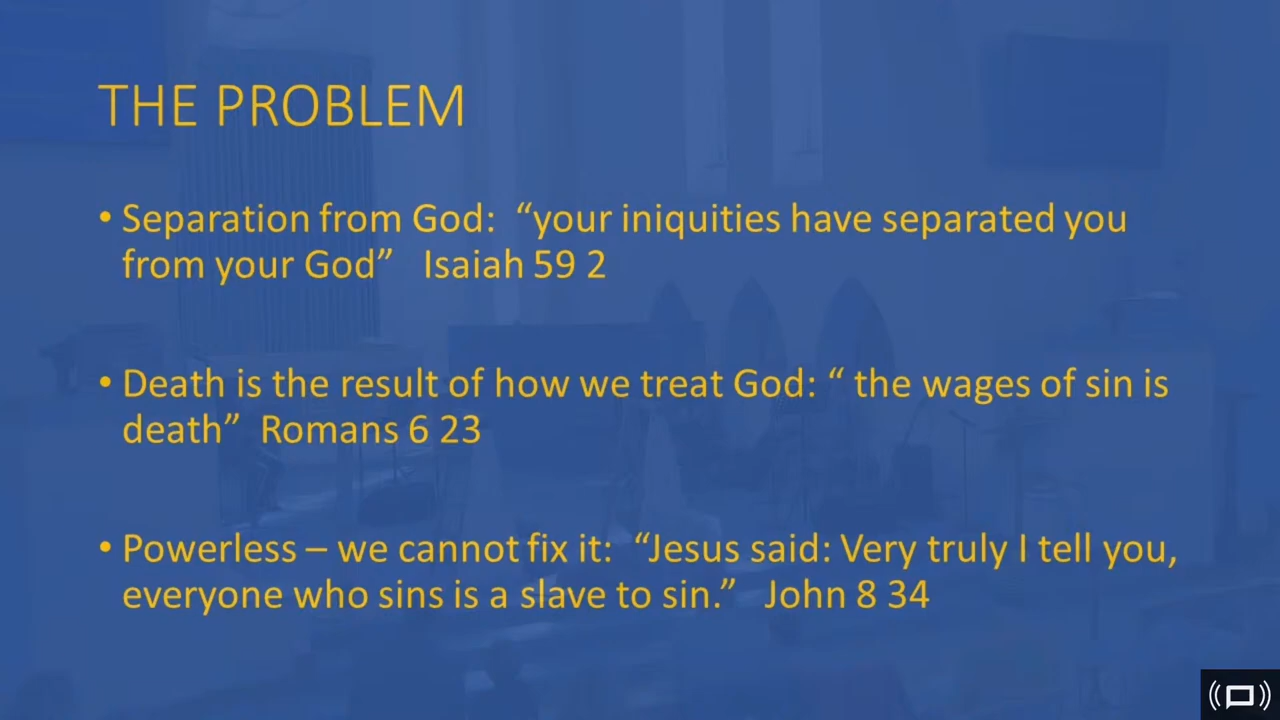 THE PROBLEM
• Separation from God: “your iniquities have separated you
from your God” Isaiah 59 2
• Death is the result of how we treat God: “ the wages of sin is
death” Romans 6 23
• Powerless – we cannot fix it: “Jesus said: Very truly I tell you,
everyone who sins is a slave to sin.” John 8 34